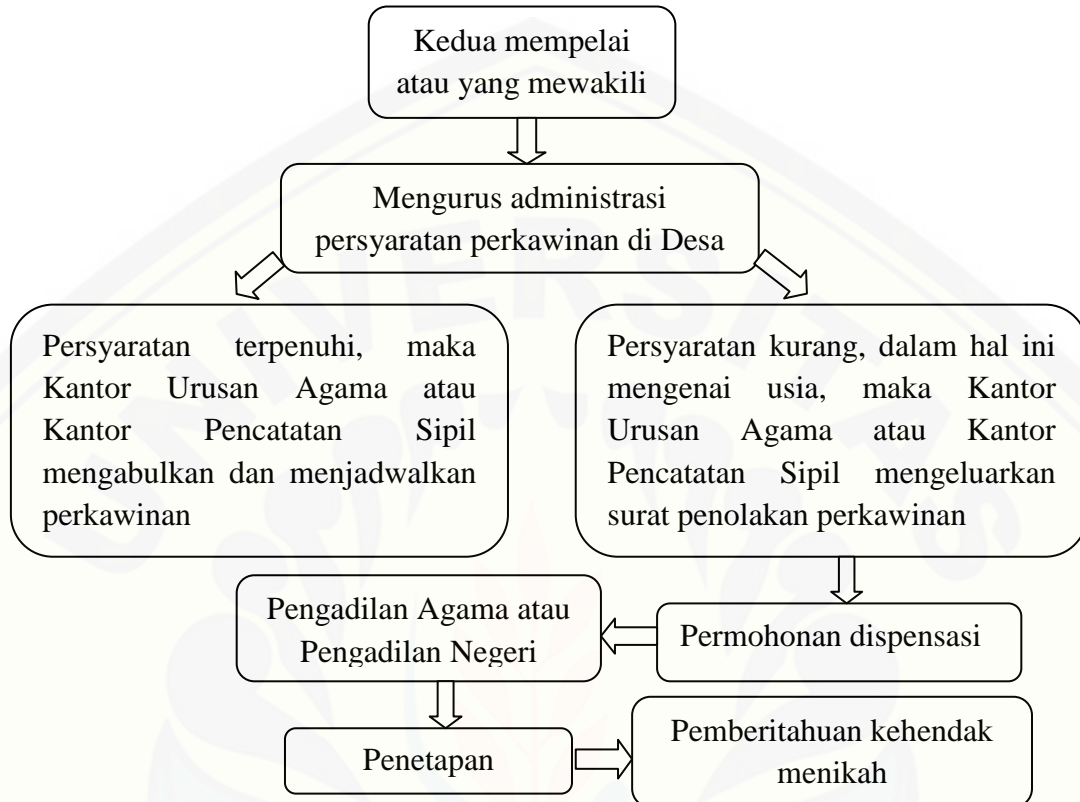 Kedua mempelai
atau yang mewakili
Mengurus administrasi
persyaratan perkawinan di Desa
Persyaratan terpenuhi, maka
Kantor Urusan Agama atau
Kantor Pencatatan Sipil
mengabulkan dan menjadwalkan
perkawinan
Persyaratan kurang, dalam hal ini
mengenai usia, maka Kantor
Urusan Agama atau Kantor
Pencatatan Sipil mengeluarkan
surat penolakan perkawinan
Pengadilan Agama atau
Pengadilan Negeri
Permohonan dispensasi
Penetapan
Pemberitahuan kehendak
menikah
UNIVERSITAS